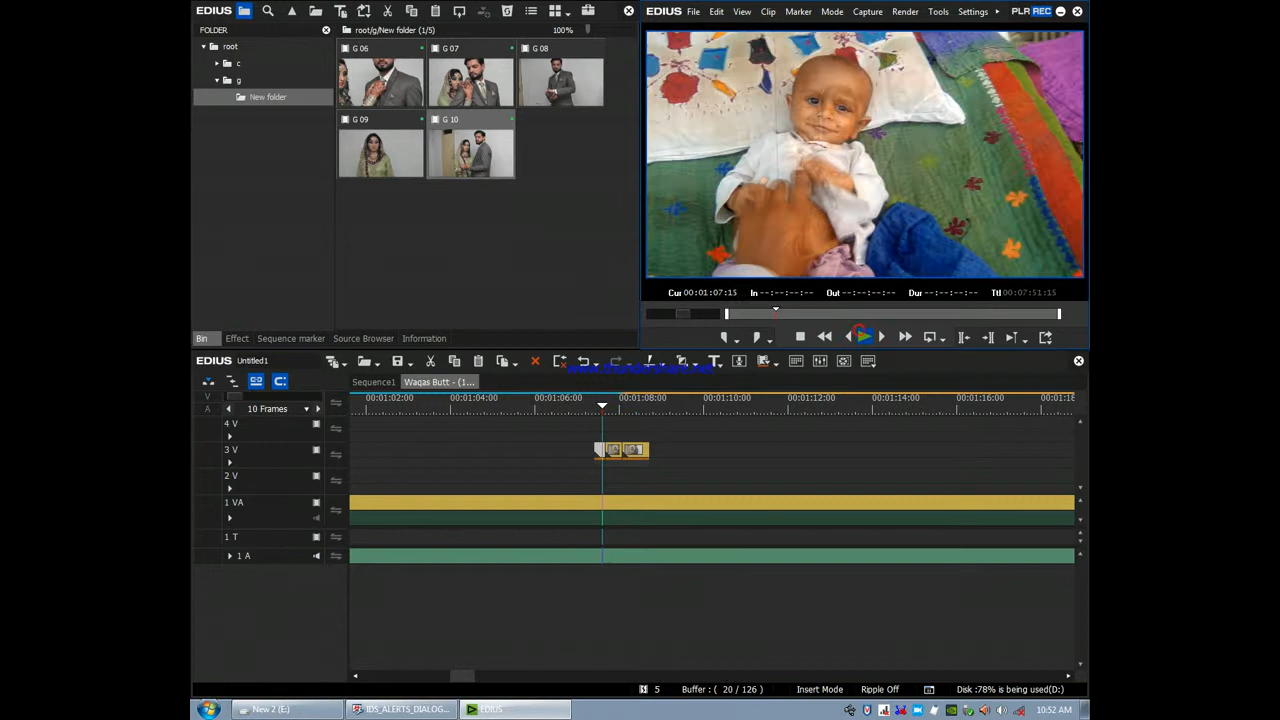 EDIUS
FOLDER
root
c
g
New folder
root/g/New folder (1/5)
100%
G 06
G 07
G 08
G 09
G 10
Bin
Effect
Sequence marker
Source Browser
Information
EDIUS
File
Edit
View
Clip
Marker
Mode
Capture
Render
Tools
Settings
PLR
REC
Cur 00:01:07:15
In --:--:--:--
Out --:--:--:--
Dur --:--:--:--
Ttl 07:51:15
EDIUS
Untitled1
www.thundershare.net
Sequence1
Waqas Butt - (1...
V
A
10 Frames
00:01:02:00
00:01:04:00
00:01:06:00
00:01:08:00
00:01:10:00
00:01:12:00
00:01:14:00
00:01:16:00
00:01:18
4 V
3 V
2 V
1 VA
1 T
1 A
5
Buffer : ( 20 / 126 )
Insert Mode
Ripple Off
Disk :78% is being used(D:)
New 2 (E:)
IDS_ALERTS_DIALOG...
EDIUS
10:52 AM